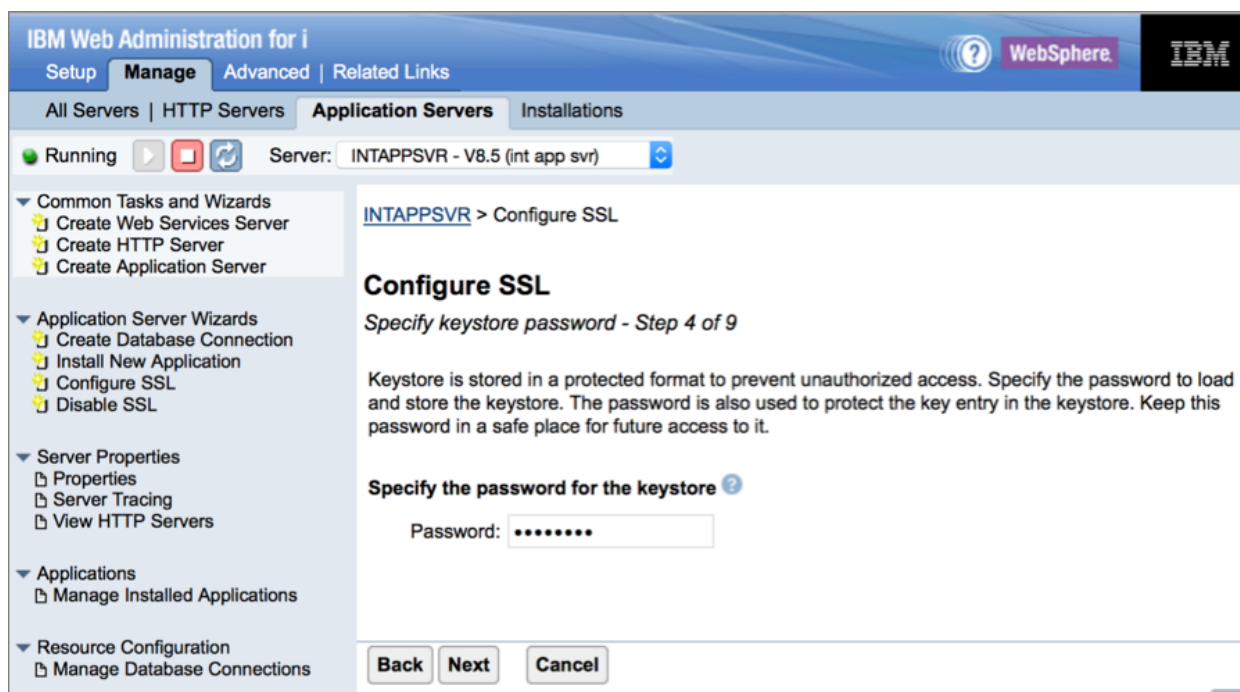 IBM Web Administration for i
WebSphere.
IBM
Setup Manage Advanced | Related Links
All Servers | HTTP Servers Application Servers Installations
Running Server: INTAPPSVR - V8.5 (int app svr)
Common Tasks and Wizards
Create Web Services Server
Create HTTP Server
Create Application Server
Application Server Wizards
Create Database Connection
Install New Application
Configure SSL
Disable SSL
Server Properties
Properties
Server Tracing
View HTTP Servers
Applications
Manage Installed Applications
Resource Configuration
Manage Database Connections
INTAPPSVR > Configure SSL
Configure SSL
Specify keystore password - Step 4 of 9
Keystore is stored in a protected format to prevent unauthorized access. Specify the password to load
and store the keystore. The password is also used to protect the key entry in the keystore. Keep this
password in a safe place for future access to it.
Specify the password for the keystore ?
Password: ••••••••
Back Next Cancel